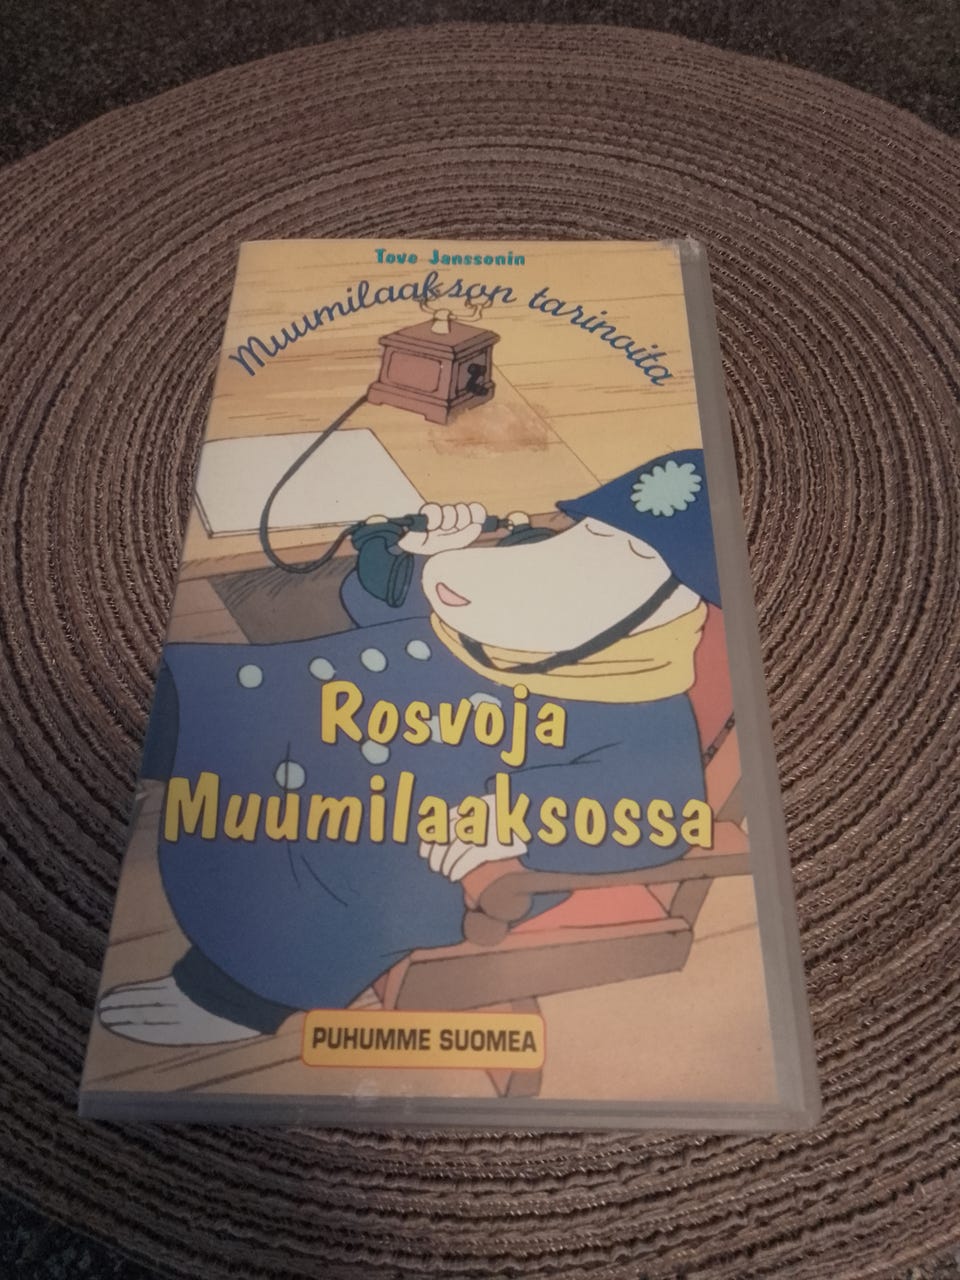 Tove Janssonin
Muumilaakson tarinoita
Rosvoja
Muumilaaksossa
PUHUMME SUOMEA